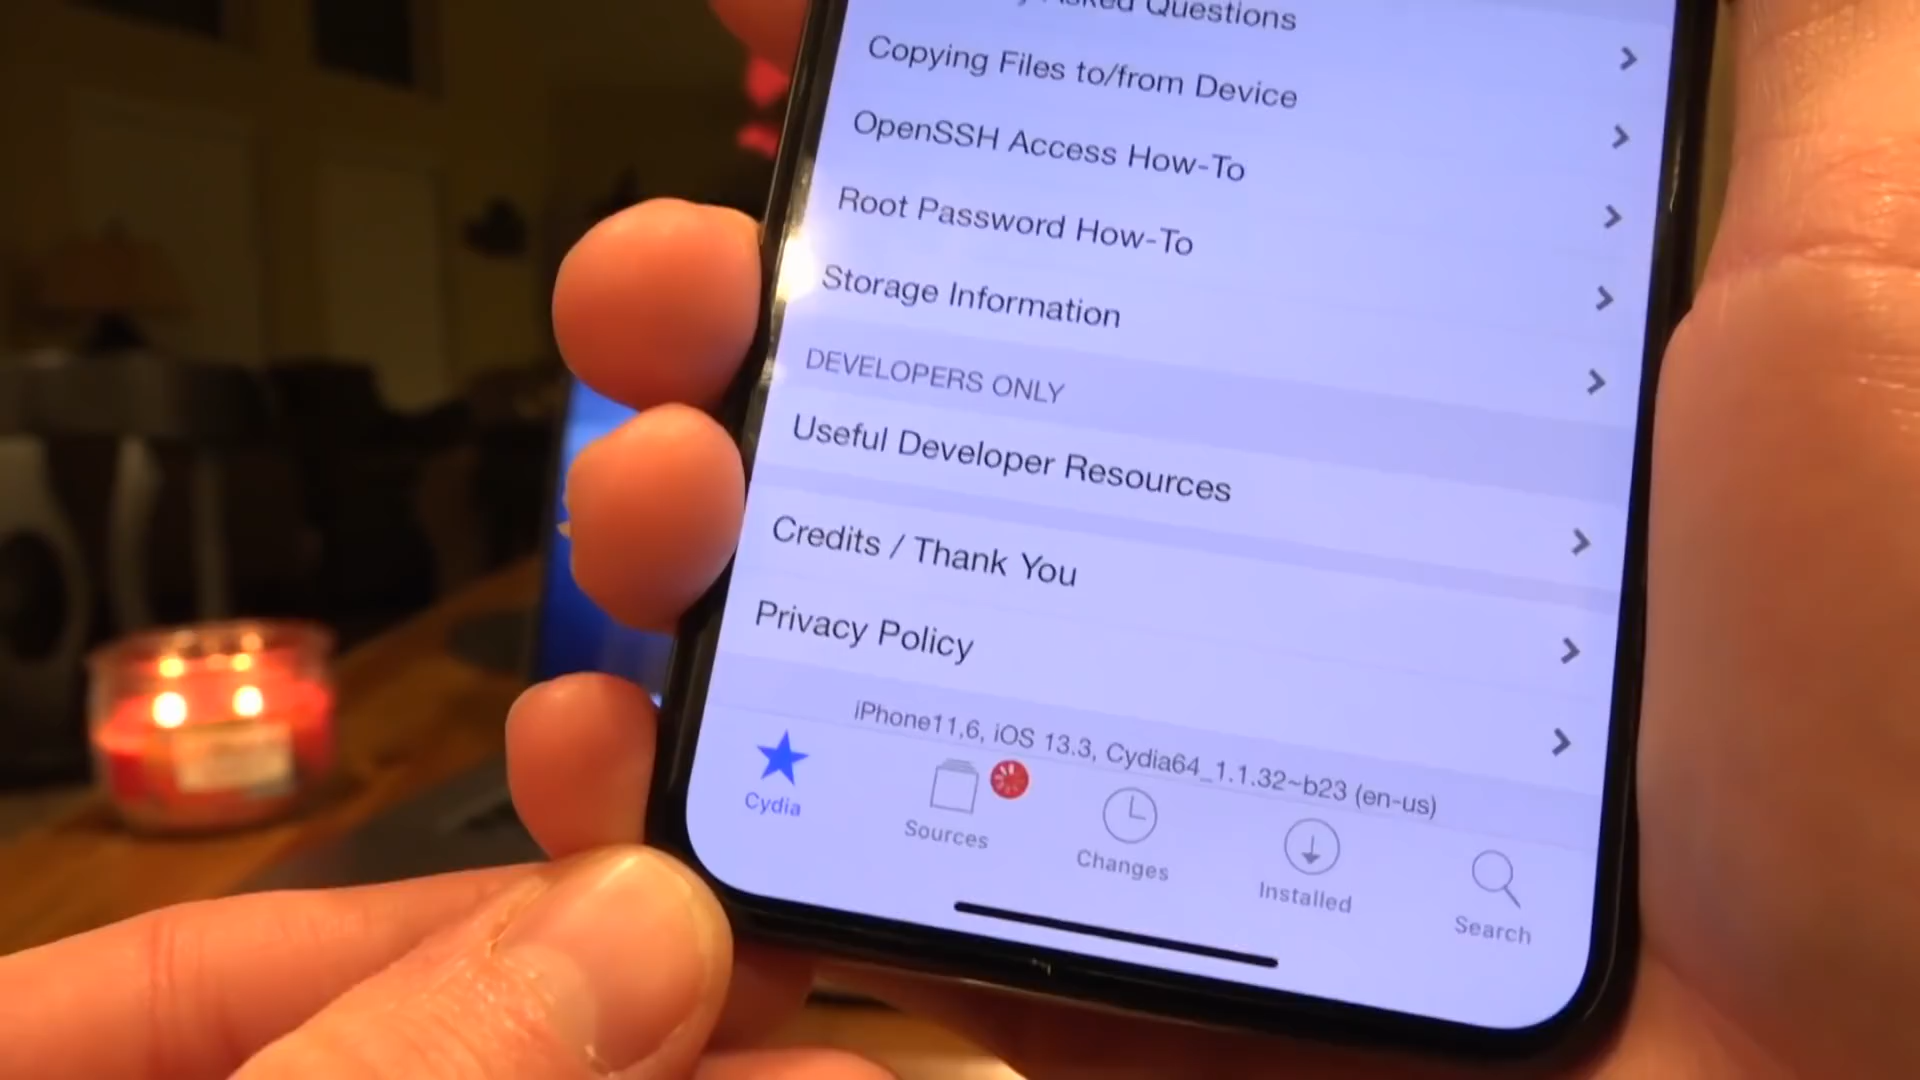 Asked Questions
Copying Files to/from Device
OpenSSH Access How-To
Root Password How-To
Storage Information
DEVELOPERS ONLY
Useful Developer Resources
Credits / Thank You
Privacy Policy
iPhone11,6, iOS 13.3, Cydia64_1.1.32~b23 (en-us)
Cydia
Sources
Changes
Installed
Search